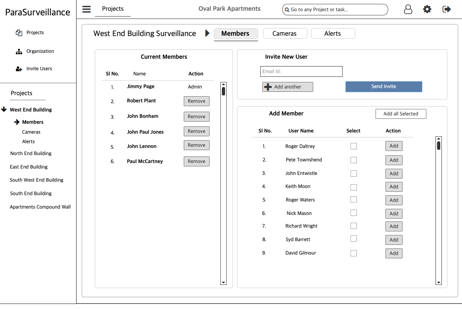 ParaSurveillance
Projects
Oval Park Apartments
Go to any Project or task...
Projects
Organization
Invite Users
Projects
West End Building
Members
Cameras
Alerts
North End Building
East End Building
South West End Building
South End Building
Apartments Compound Wall
West End Building Surveillance
Members
Cameras
Alerts
Current Members
Sl No. Name Action
1. Jimmy Page Admin
2. Robert Plant Remove
3. John Bonham Remove
4. John Paul Jones Remove
5. John Lennon Remove
6. Paul McCartney Remove
Invite New User
Email Id:
Add another
Send Invite
Add Member
Add all Selected
Sl No. User Name Select Action
1. Roger Daltrey Add
2. Pete Townshend Add
3. John Entwistle Add
4. Keith Moon Add
5. Roger Waters Add
6. Nick Mason Add
7. Richard Wright Add
8. Syd Barrett Add
9. David Gilmour Add